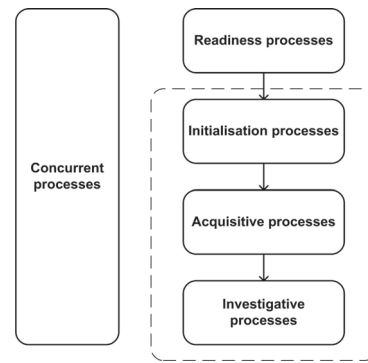 Concurrent
processes
Readiness processes
Initialisation processes
Acquisitive processes
Investigative
processes